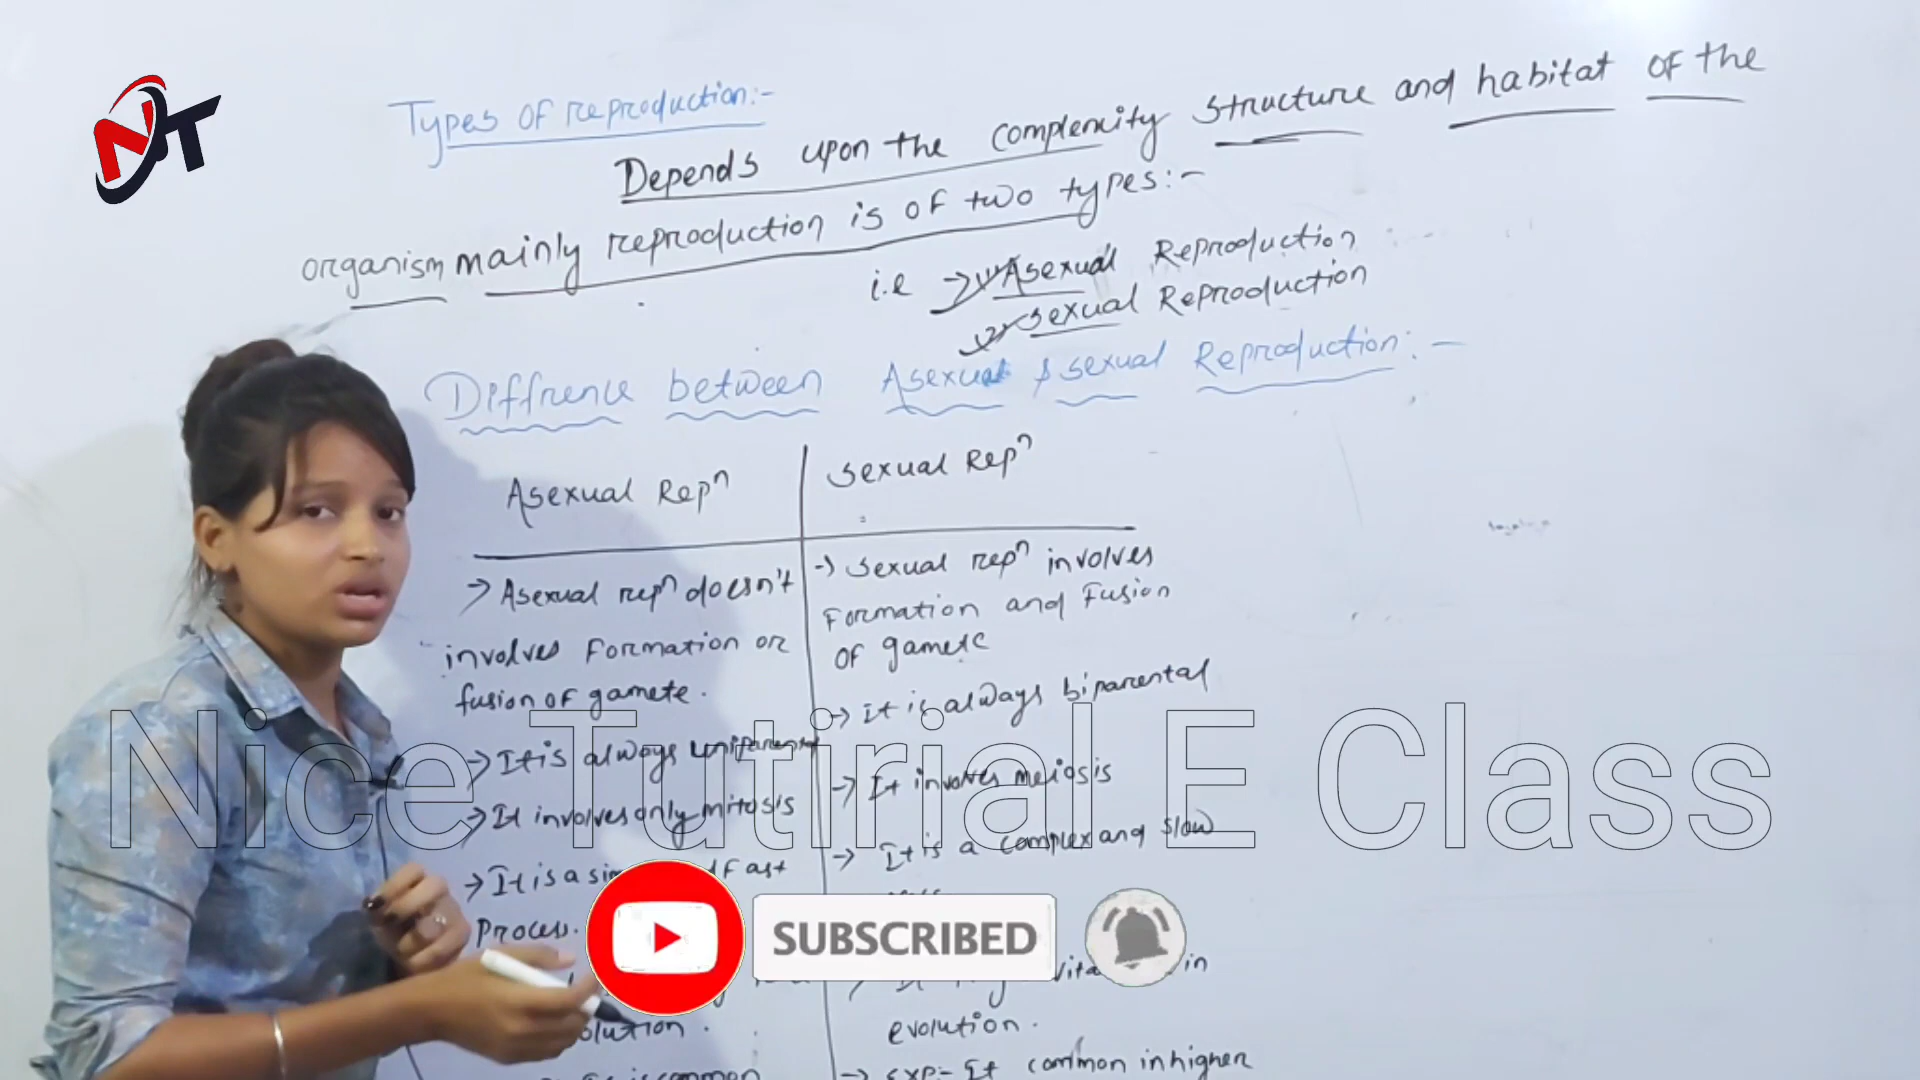 NT
Types of reproduction:-
Depends upon the complexity structure and habitat of the
organism mainly reproduction is of two types:-
i.e → 1) Asexual Reproduction
2) Sexual Reproduction
Diffrence between Asexual & sexual Reproduction:-
Asexual Repn
→ Asexual repn doesn't
involves formation or
fusion of gamete.
→ It is always uniparental
→ It involves only mitosis
→ It is a fast
process.
Sexual Repn
→ Sexual repn involves
Formation and Fusion
of gamete
→ It is always biparental
→ It involves meiosis
→ It is a complex and slow
in
evolution.
→ exp- It common in higher
Nice Tutirial E Class
SUBSCRIBED